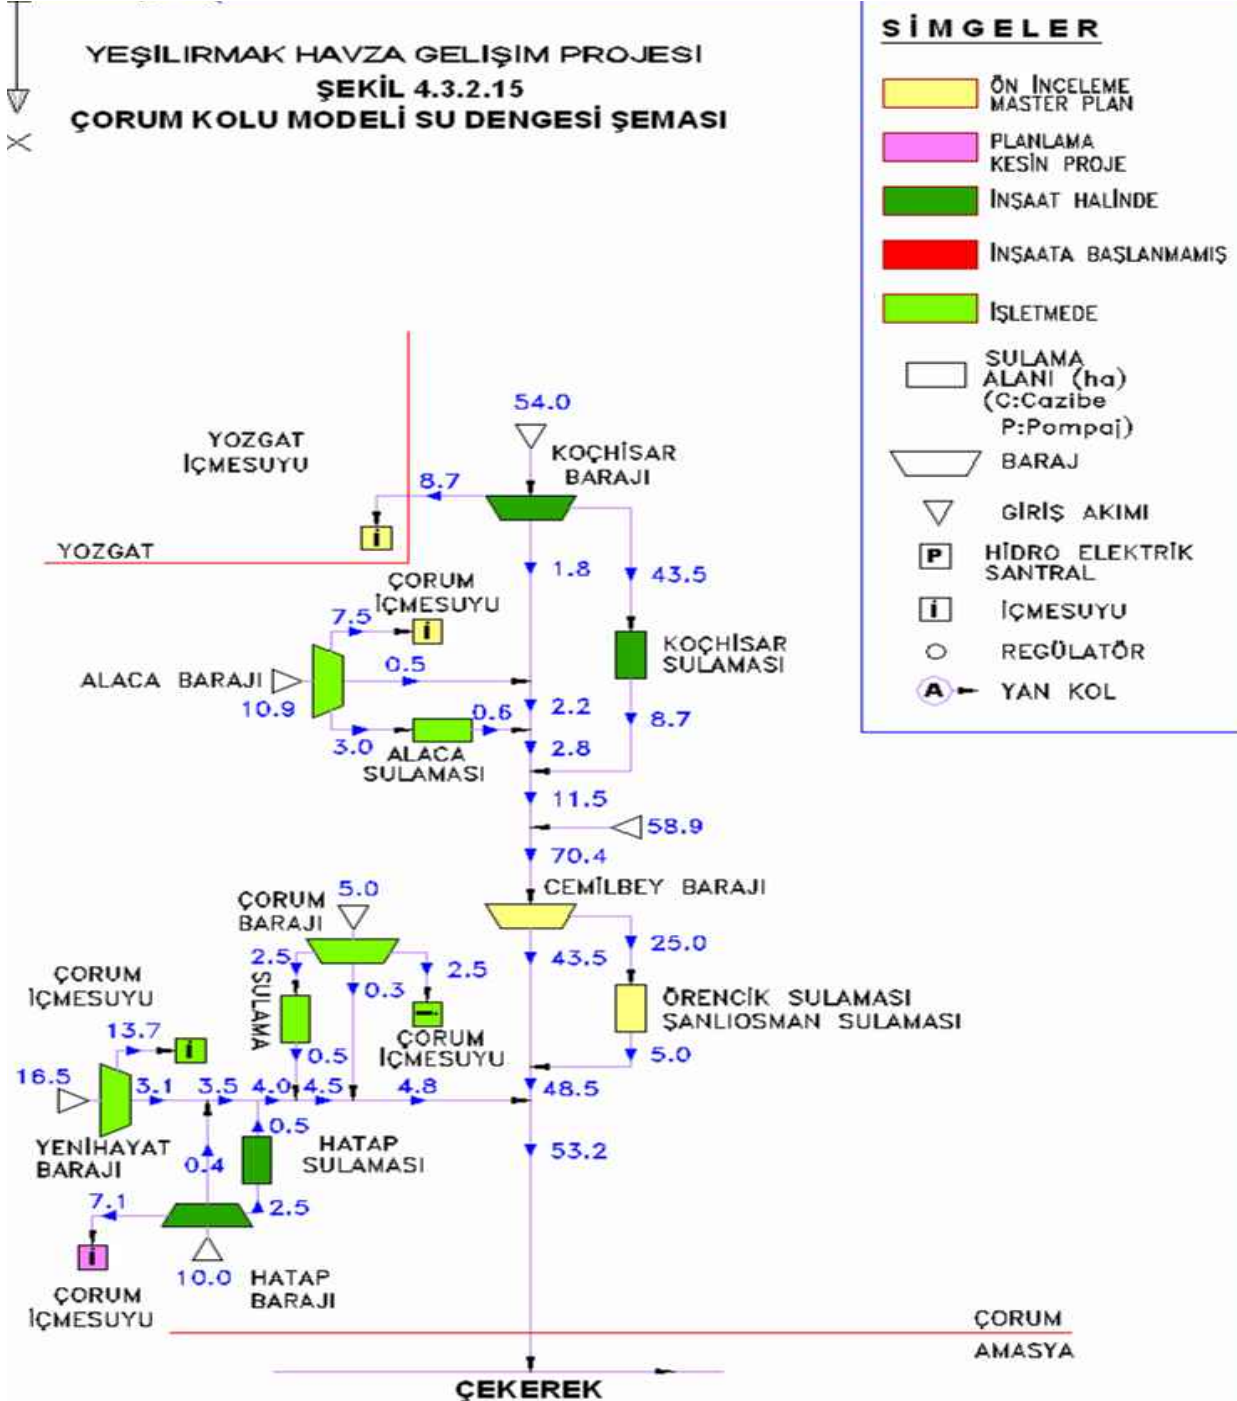 YEŞİLIRMAK HAVZA GELİŞİM PROJESİ
ŞEKİL 4.3.2.15
ÇORUM KOLU MODELİ SU DENGESİ ŞEMASI
SİMGELER
ÖN İNCELEME
MASTER PLAN
PLANLAMA
KESİN PROJE
İNŞAAT HALİNDE
İNŞAATA BAŞLANMAMIŞ
İŞLETMEDE
SULAMA
ALANI (ha)
(C:Cazibe
P:Pompaj)
BARAJ
GİRİŞ AKIMI
P
HİDRO ELEKTRİK
SANTRAL
İ
İÇMESUYU
REGÜLATÖR
A
YAN KOL
54.0
KOÇHİSAR
BARAJI
YOZGAT
İÇMESUYU
8.7
İ
YOZGAT
1.8
43.5
ÇORUM
İÇMESUYU
7.5
İ
KOÇHİSAR
SULAMASI
ALACA BARAJI
10.9
0.5
2.2
8.7
3.0
0.6
2.8
ALACA
SULAMASI
11.5
58.9
70.4
CEMİLBEY BARAJI
5.0
ÇORUM
BARAJI
2.5
SULAMA
0.3
2.5
ÇORUM
İÇMESUYU
0.5
43.5
25.0
ÖRENCİK SULAMASI
ŞANLIOSMAN SULAMASI
5.0
48.5
ÇORUM
İÇMESUYU
13.7
İ
16.5
3.1
3.5
4.0
4.5
4.8
YENİHAYAT
BARAJI
0.4
0.5
HATAP
SULAMASI
53.2
7.1
2.5
İ
ÇORUM
İÇMESUYU
10.0
HATAP
BARAJI
ÇORUM
AMASYA
ÇEKEREK